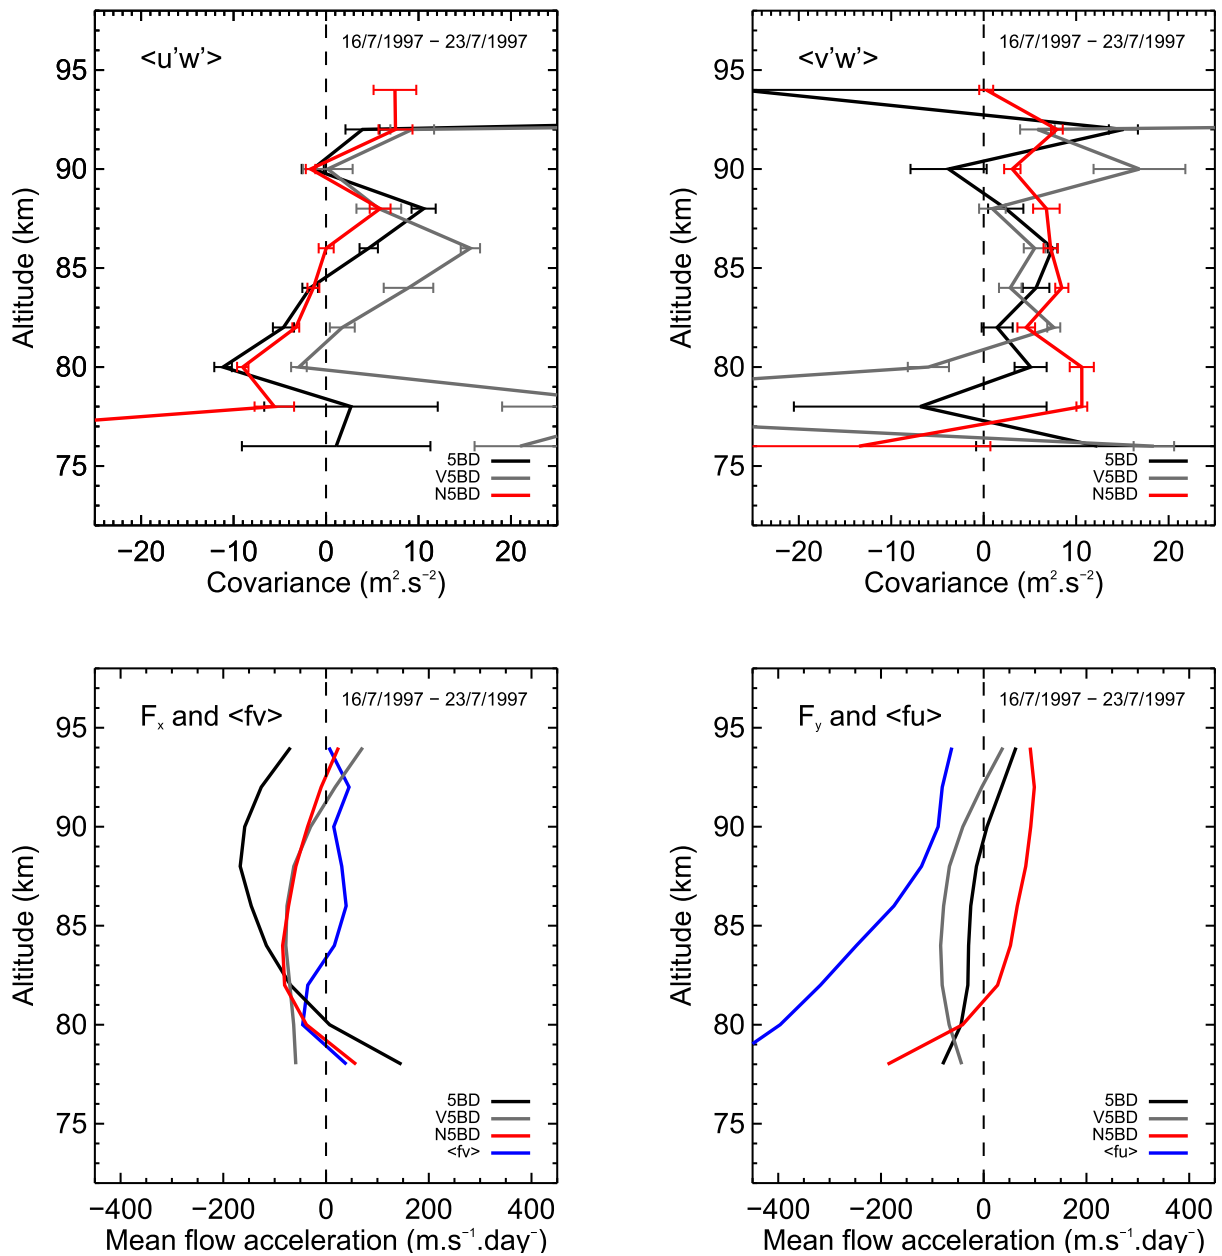 <u'w'>
16/7/1997 − 23/7/1997
95
90
85
80
75
Altitude (km)
5BD
V5BD
N5BD
−20 −10 0 10 20
Covariance (m².s⁻²)
<v'w'>
16/7/1997 − 23/7/1997
95
90
85
80
75
Altitude (km)
5BD
V5BD
N5BD
−20 −10 0 10 20
Covariance (m².s⁻²)
Fₓ and <fv>
16/7/1997 − 23/7/1997
95
90
85
80
75
Altitude (km)
5BD
V5BD
N5BD
<fv>
−400 −200 0 200 400
Mean flow acceleration (m.s⁻¹.day⁻)
F_y and <fu>
16/7/1997 − 23/7/1997
95
90
85
80
75
Altitude (km)
5BD
V5BD
N5BD
<fu>
−400 −200 0 200 400
Mean flow acceleration (m.s⁻¹.day⁻)